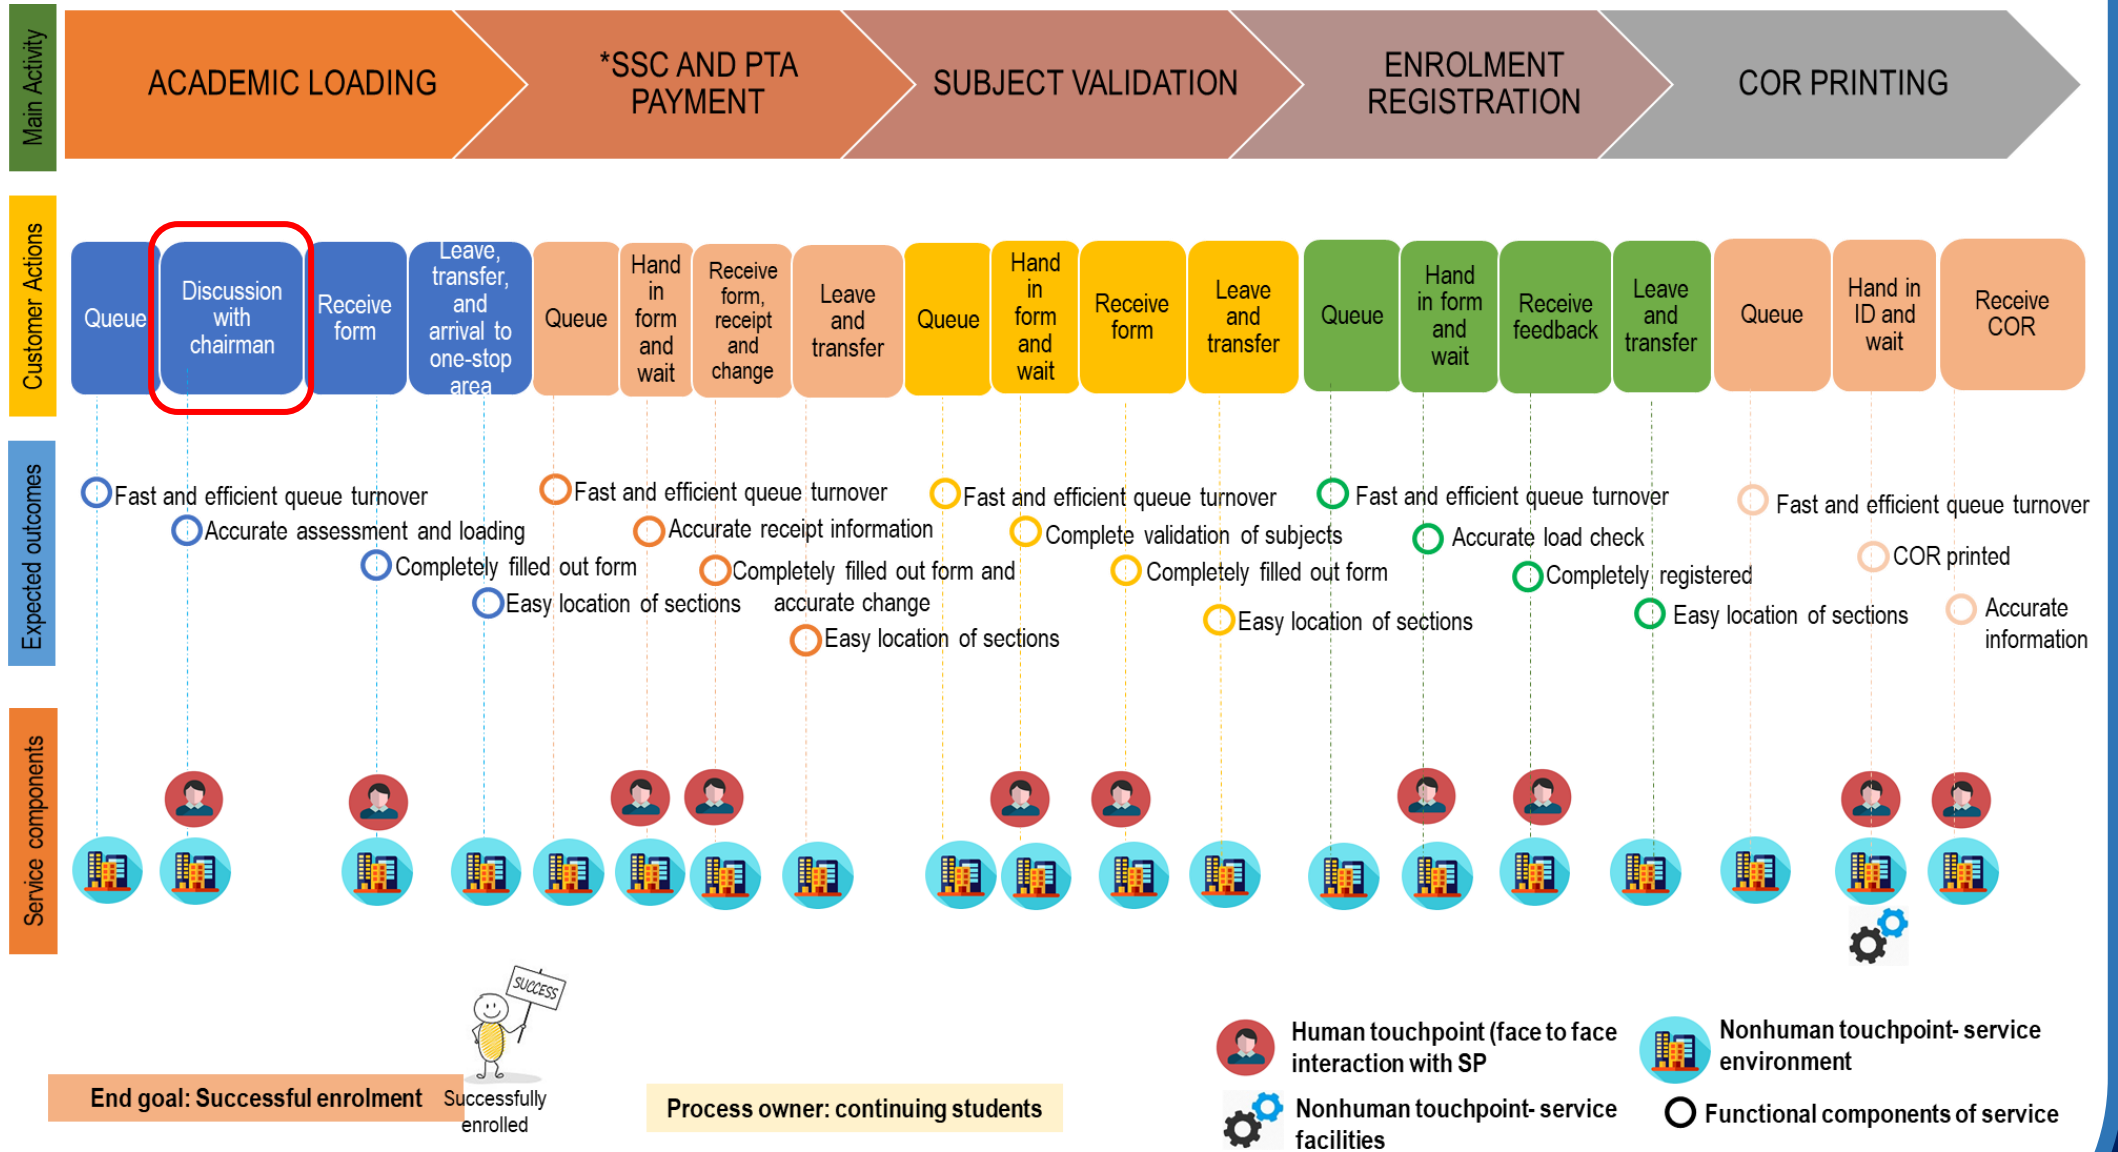 Main Activity
ACADEMIC LOADING
*SSC AND PTA
PAYMENT
SUBJECT VALIDATION
ENROLMENT
REGISTRATION
COR PRINTING
Customer Actions
Queue
Discussion
with
chairman
Receive
form
Leave,
transfer,
and
arrival to
one-stop
area
Queue
Hand
in
form
and
wait
Receive
form,
receipt
and
change
Leave
and
transfer
Queue
Hand
in
form
and
wait
Receive
form
Leave
and
transfer
Queue
Hand
in form
and
wait
Receive
feedback
Leave
and
transfer
Queue
Hand in
ID and
wait
Receive
COR
Expected outcomes
Fast and efficient queue turnover
Accurate assessment and loading
Completely filled out form
Easy location of sections
Fast and efficient queue turnover
Accurate receipt information
Completely filled out form and
accurate change
Easy location of sections
Fast and efficient queue turnover
Complete validation of subjects
Completely filled out form
Easy location of sections
Fast and efficient queue turnover
Accurate load check
Completely registered
Easy location of sections
Fast and efficient queue turnover
COR printed
Accurate
information
Service components
SUCCESS
End goal: Successful enrolment
Successfully
enrolled
Process owner: continuing students
Human touchpoint (face to face
interaction with SP
Nonhuman touchpoint- service
environment
Nonhuman touchpoint- service
facilities
Functional components of service